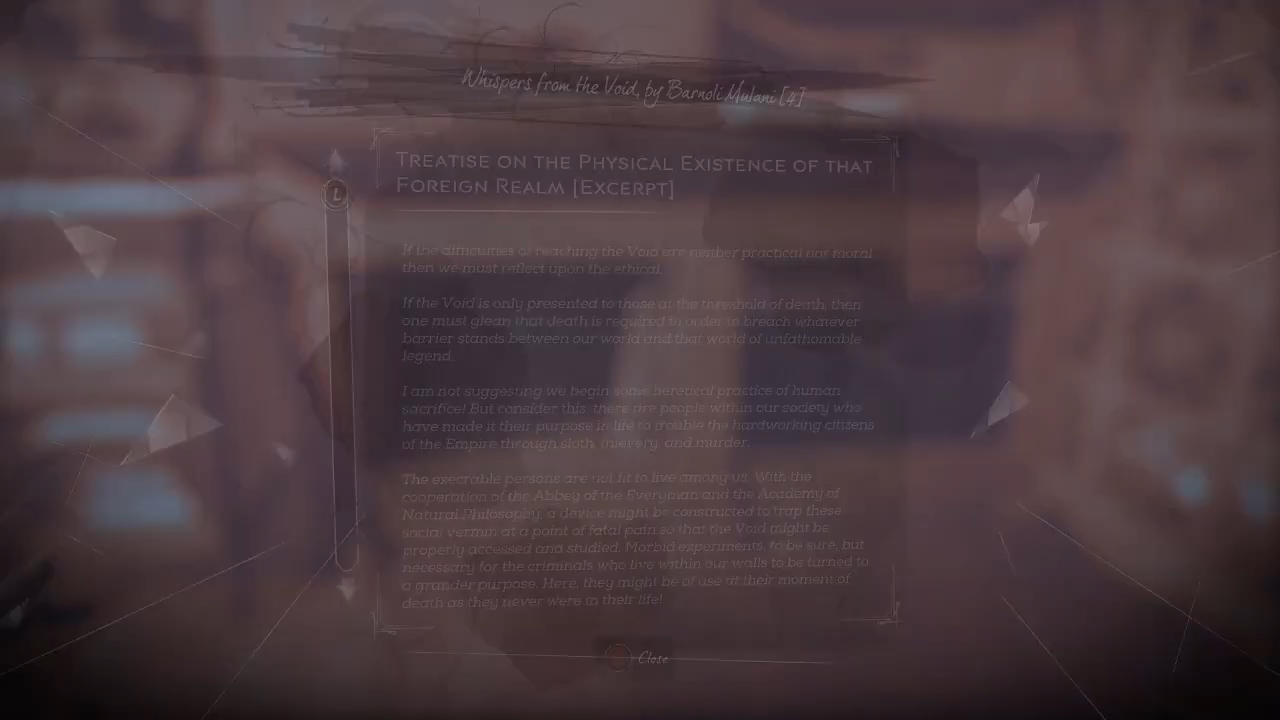 Whispers from the Void, by Barnoli Mulani [4]
TREATISE ON THE PHYSICAL EXISTENCE OF THAT
FOREIGN REALM [EXCERPT]
L
If the difficulties of reaching the Void are neither practical nor moral
then we must reflect upon the ethical.
If the Void is only presented to those at the threshold of death, then
one must glean that death is required in order to breach whatever
barrier stands between our world and that world of unfathomable
legend.
I am not suggesting we begin some heretical practice of human
sacrifice! But consider this, there are people within our society who
have made it their purpose in life to trouble the hardworking citizens
of the Empire through sloth, thievery, and murder.
The execrable persons are not fit to live among us. With the
cooperation of the Abbey of the Everyman and the Academy of
Natural Philosophy, a device might be constructed to trap these
social vermin at a point of fatal pain so that the Void might be
properly accessed and studied. Morbid experiments, to be sure, but
necessary for the criminals who live within our walls to be turned to
a grander purpose. Here, they might be of use at their moment of
death as they never were in their life!
Close